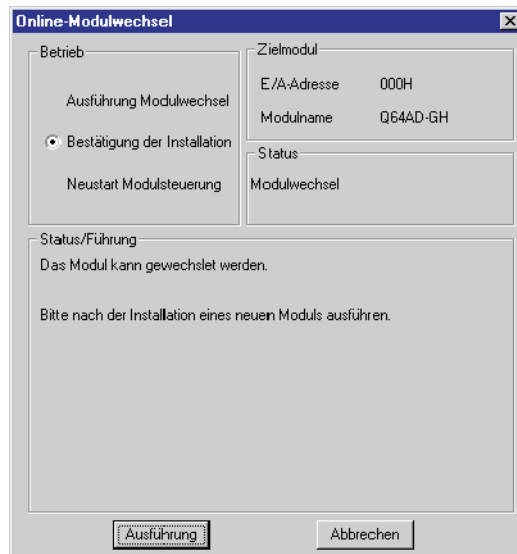 Online-Modulwechsel
Betrieb
Ausführung Modulwechsel
Bestätigung der Installation
Neustart Modulsteuerung
Zielmodul
E/A-Adresse 000H
Modulname Q64AD-GH
Status
Modulwechsel
Status/Führung
Das Modul kann gewechslet werden.
Bitte nach der Installation eines neuen Moduls ausführen.
Ausführung Abbrechen